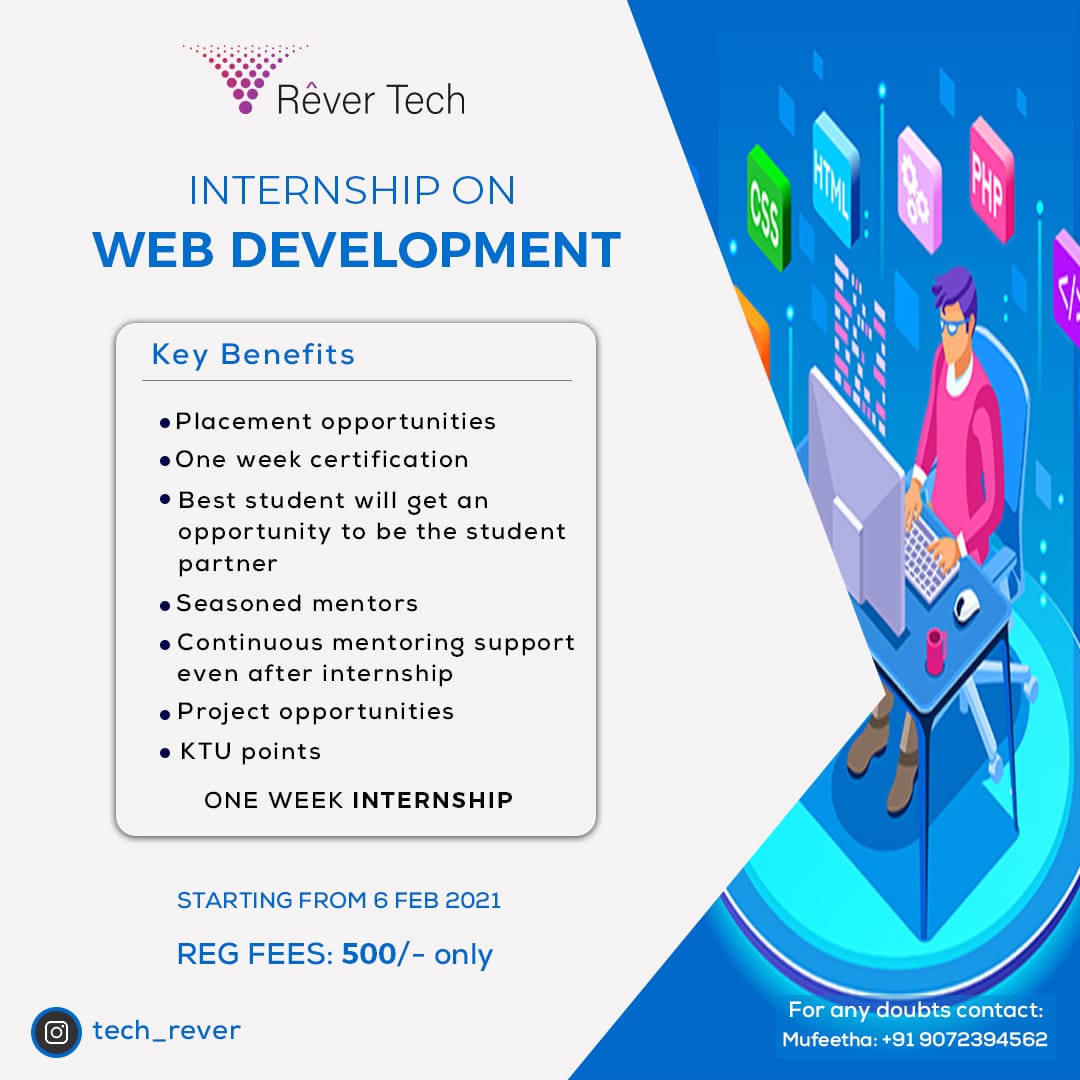 Rêver Tech
INTERNSHIP ON
WEB DEVELOPMENT
Key Benefits
Placement opportunities
One week certification
Best student will get an
opportunity to be the student
partner
Seasoned mentors
Continuous mentoring support
even after internship
Project opportunities
KTU points
ONE WEEK INTERNSHIP
STARTING FROM 6 FEB 2021
REG FEES: 500/- only
tech_rever
CSS
HTML
PHP
</>
For any doubts contact:
Mufeetha: +91 9072394562